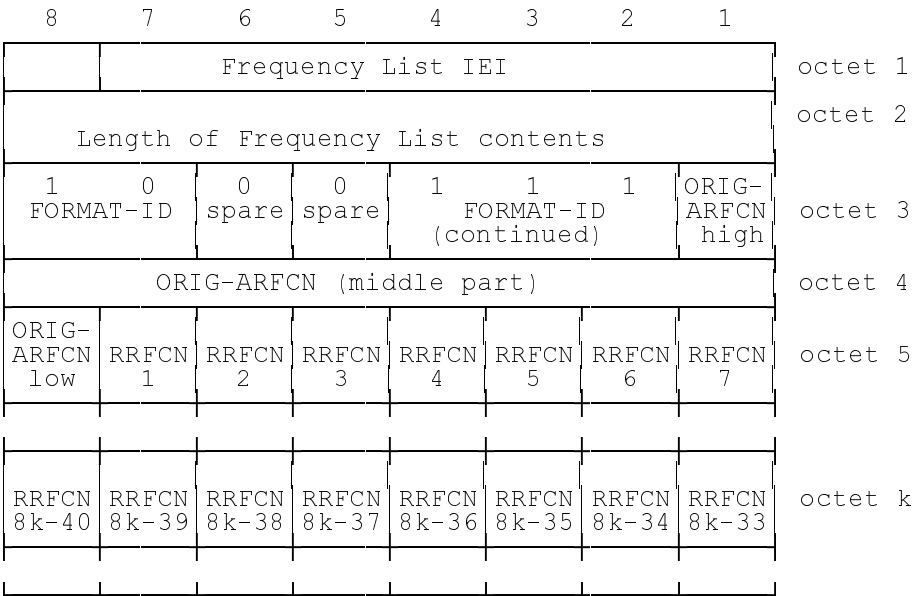 8 7 6 5 4 3 2 1
Frequency List IEI octet 1
octet 2
Length of Frequency List contents
1 0 0 0 1 1 1 ORIG-
FORMAT-ID spare spare FORMAT-ID ARFCN octet 3
(continued) high
ORIG-ARFCN (middle part) octet 4
ORIG-
ARFCN RRFCN RRFCN RRFCN RRFCN RRFCN RRFCN RRFCN octet 5
low 1 2 3 4 5 6 7
RRFCN RRFCN RRFCN RRFCN RRFCN RRFCN RRFCN RRFCN octet k
8k-40 8k-39 8k-38 8k-37 8k-36 8k-35 8k-34 8k-33